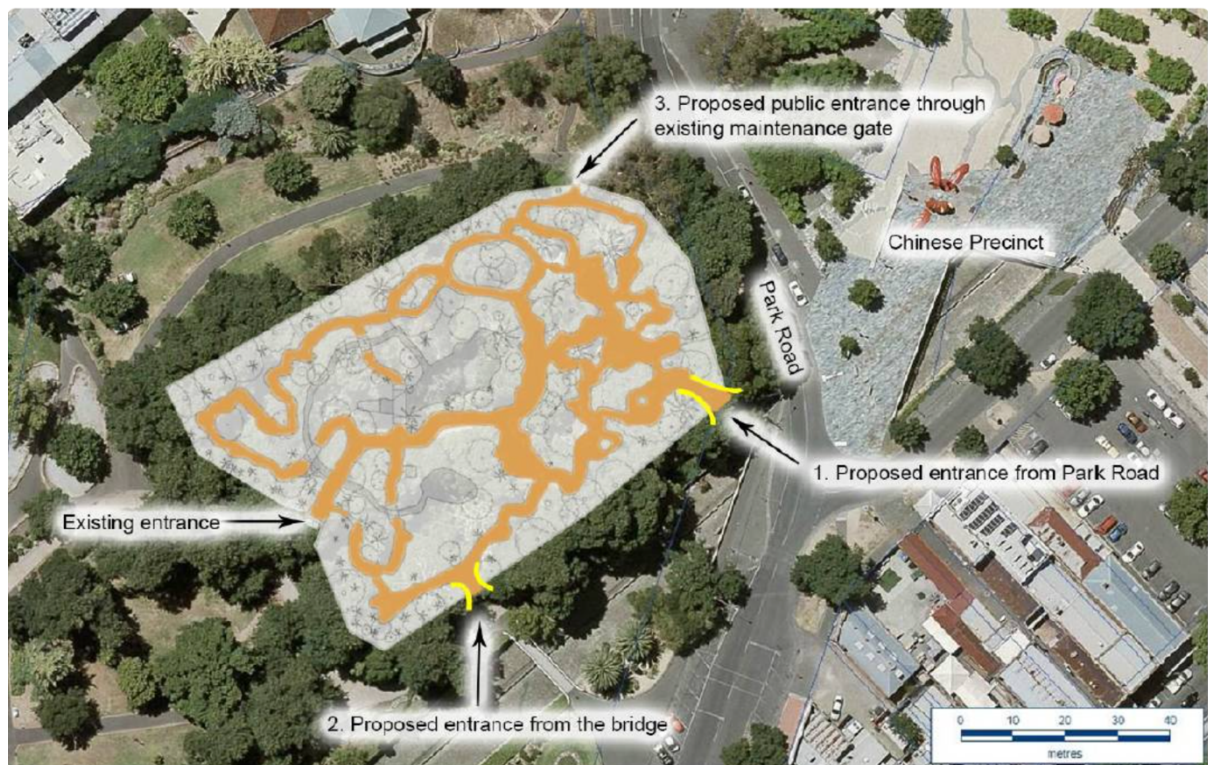 3. Proposed public entrance through
existing maintenance gate
Chinese Precinct
Park Road
1. Proposed entrance from Park Road
Existing entrance
2. Proposed entrance from the bridge
0 10 20 30 40
metres